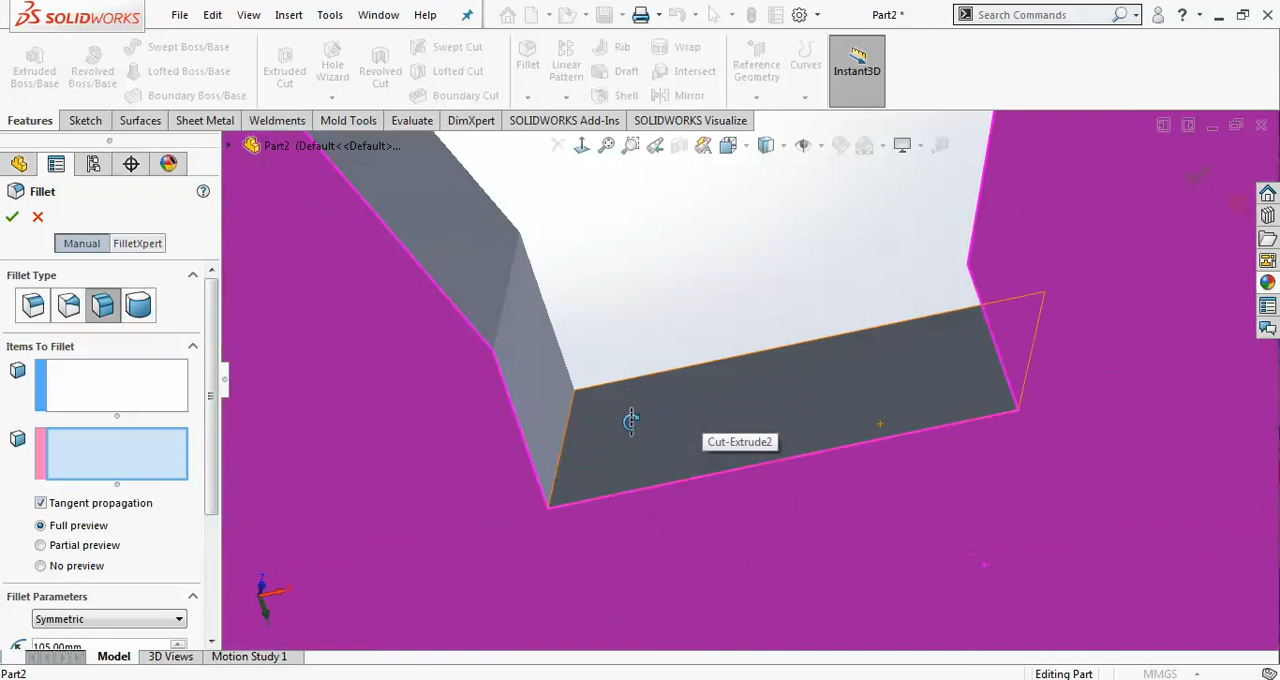 SOLIDWORKS
File Edit View Insert Tools Window Help
Part2 *
Search Commands
Extruded Boss/Base
Revolved Boss/Base
Swept Boss/Base
Lofted Boss/Base
Boundary Boss/Base
Extruded Cut
Hole Wizard
Revolved Cut
Swept Cut
Lofted Cut
Boundary Cut
Fillet
Linear Pattern
Rib
Draft
Shell
Wrap
Intersect
Mirror
Reference Geometry
Curves
Instant3D
Features Sketch Surfaces Sheet Metal Weldments Mold Tools Evaluate DimXpert SOLIDWORKS Add-Ins SOLIDWORKS Visualize
Part2 (Default<<Default>...
Fillet
Manual FilletXpert
Fillet Type
Items To Fillet
Tangent propagation
Full preview
Partial preview
No preview
Fillet Parameters
Symmetric
105.00mm
Cut-Extrude2
Model 3D Views Motion Study 1
Part2
Editing Part
MMGS